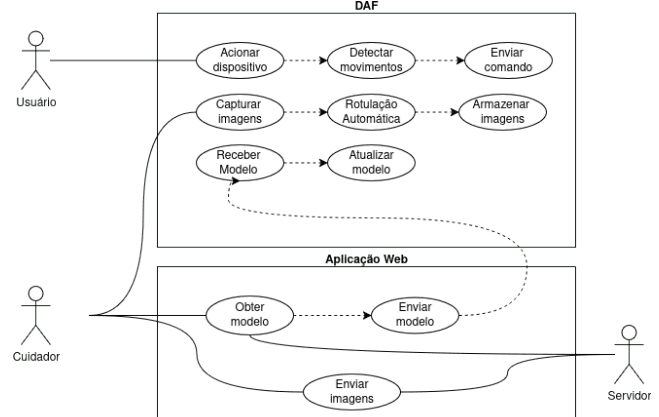 DAF
Acionar
dispositivo
Detectar
movimentos
Enviar
comando
Usuário
Capturar
imagens
Rotulação
Automática
Armazenar
imagens
Receber
Modelo
Atualizar
modelo
Aplicação Web
Obter
modelo
Enviar
modelo
Cuidador
Enviar
imagens
Servidor